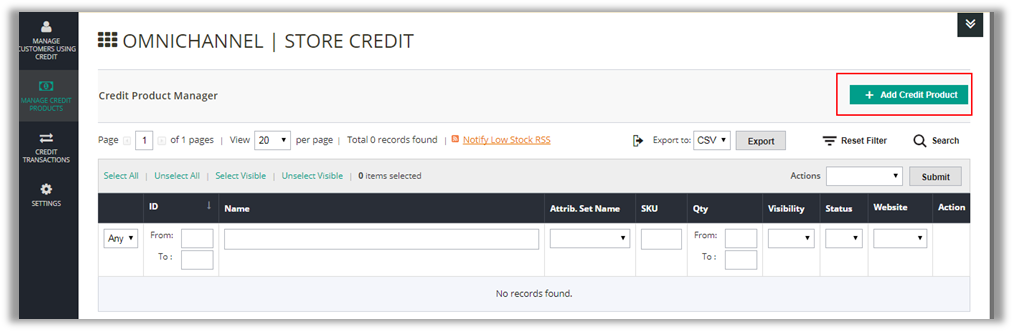 MANAGE
CUSTOMERS USING
CREDIT
MANAGE CREDIT
PRODUCTS
CREDIT
TRANSACTIONS
SETTINGS
OMNICHANNEL | STORE CREDIT
Credit Product Manager
+ Add Credit Product
Page 1 of 1 pages | View 20 per page | Total 0 records found | Notify Low Stock RSS Export to: CSV Export Reset Filter Search
Select All | Unselect All | Select Visible | Unselect Visible | 0 items selected Actions Submit
ID ↓ Name Attrib. Set Name SKU Qty Visibility Status Website Action
Any From: From:
To : To :
No records found.